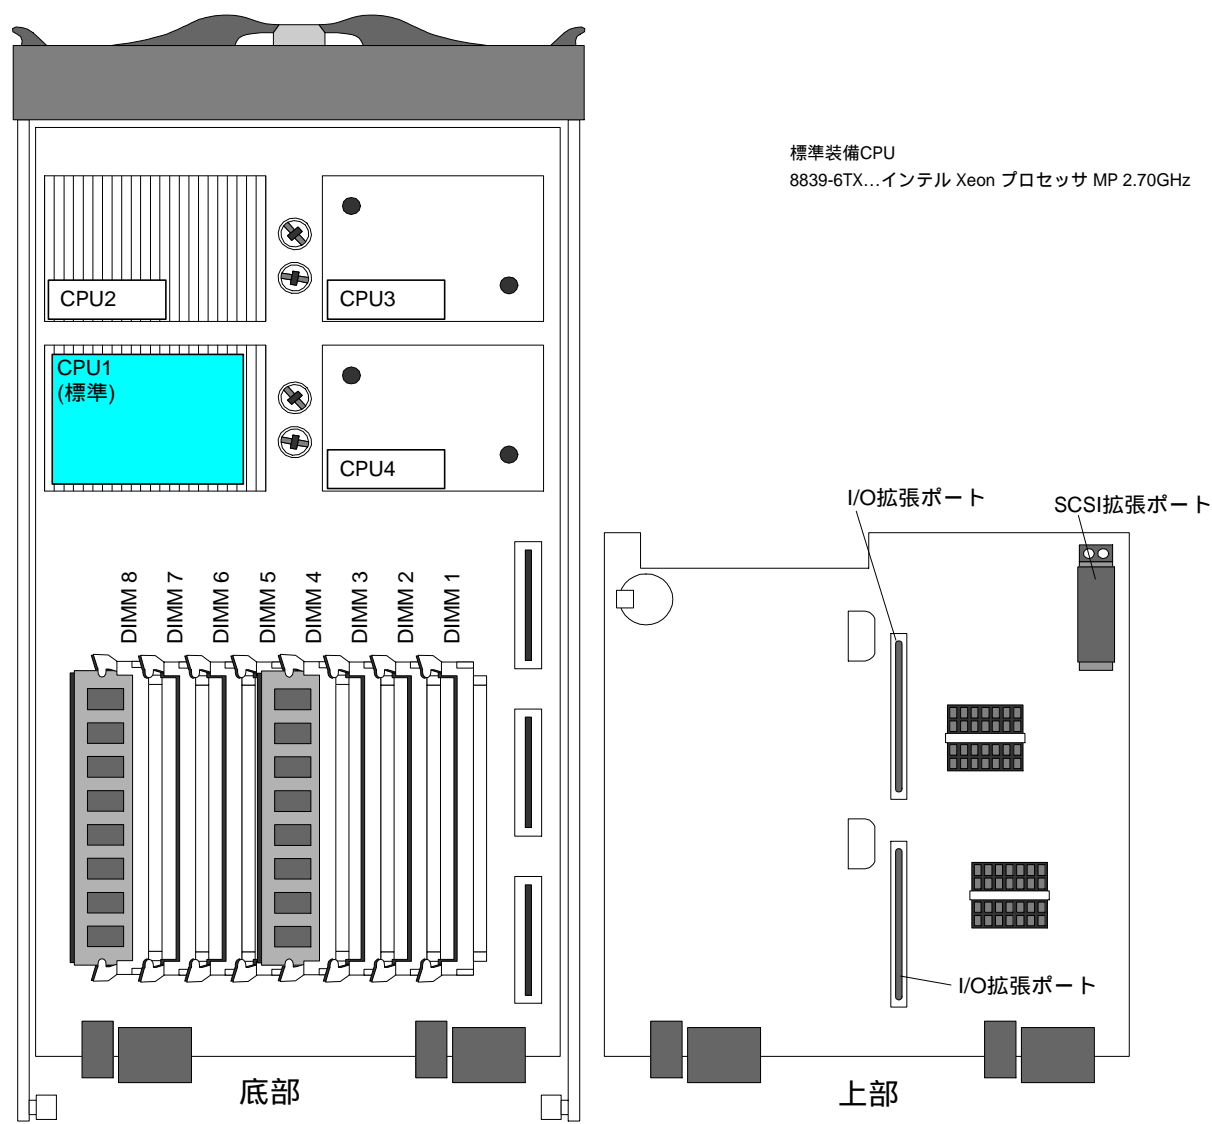 標準装備CPU
8839-6TX…インテル Xeon プロセッサ MP 2.70GHz
CPU2
CPU3
CPU1
(標準)
CPU4
I/O拡張ポート
SCSI拡張ポート
DIMM 8
DIMM 7
DIMM 6
DIMM 5
DIMM 4
DIMM 3
DIMM 2
DIMM 1
I/O拡張ポート
底部
上部